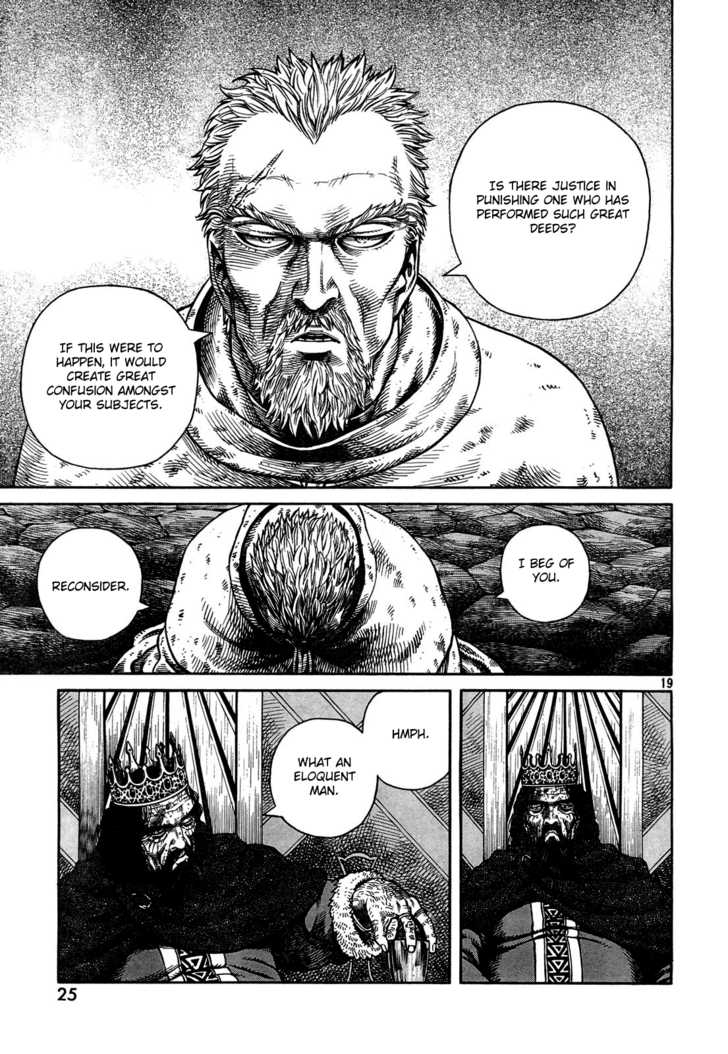 IS THERE JUSTICE IN
PUNISHING ONE WHO HAS
PERFORMED SUCH GREAT
DEEDS?
IF THIS WERE TO
HAPPEN, IT WOULD
CREATE GREAT
CONFUSION AMONGST
YOUR SUBJECTS.
I BEG OF
YOU.
RECONSIDER.
19
HMPH.
WHAT AN
ELOQUENT
MAN.
25